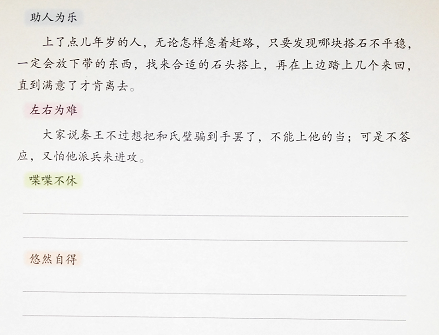 助人为乐
上了点儿年岁的人，无论怎样急着赶路，只要发现哪块搭石不平稳，
一定会放下带的东西，找来合适的石头搭上，再在上边踏上几个来回，
直到满意了才肯离去。
左右为难
大家说秦王不过想把和氏璧骗到手罢了，不能上他的当；可是不答
应，又怕他派兵来进攻。
喋喋不休
悠然自得